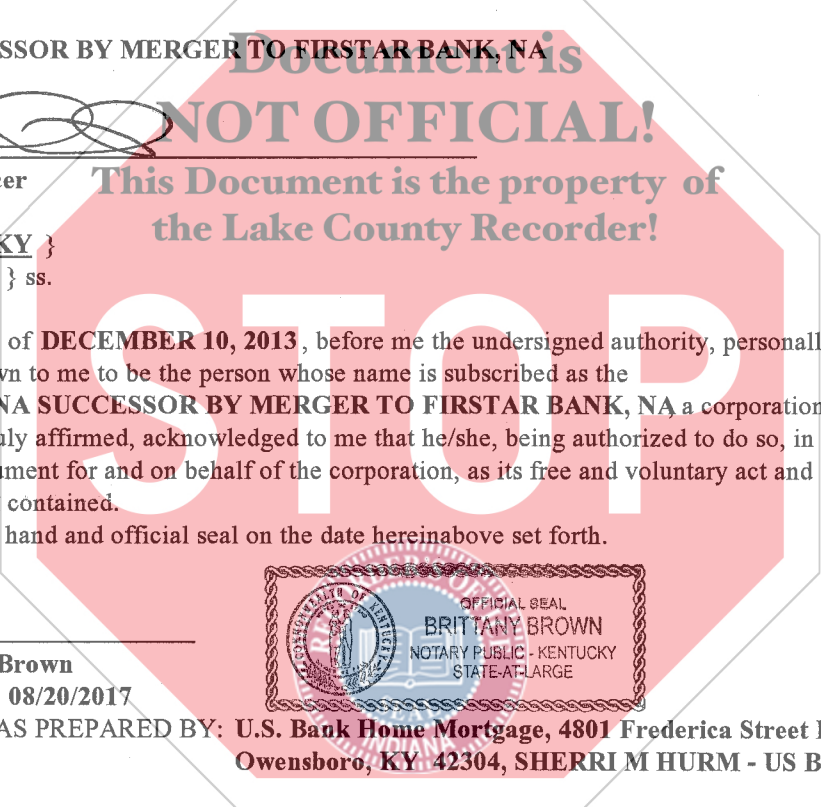 SSOR BY MERGER TO FIRSTAR BANK, NA
Document is
NOT OFFICIAL!
This Document is the property of
the Lake County Recorder!
cer
KY }
} ss.
STOP
of DECEMBER 10, 2013, before me the undersigned authority, personall
wn to me to be the person whose name is subscribed as the
NA SUCCESSOR BY MERGER TO FIRSTAR BANK, NA, a corporation
uly affirmed, acknowledged to me that he/she, being authorized to do so, in
ument for and on behalf of the corporation, as its free and voluntary act and
contained.
hand and official seal on the date hereinabove set forth.
COMMONWEALTH OF KENTUCKY
OFFICIAL SEAL
BRITTANY BROWN
NOTARY PUBLIC - KENTUCKY
STATE-AT-LARGE
SEAL
INDIANA
Brown
08/20/2017
AS PREPARED BY: U.S. Bank Home Mortgage, 4801 Frederica Street
Owensboro, KY 42304, SHERRI M HURM - US B